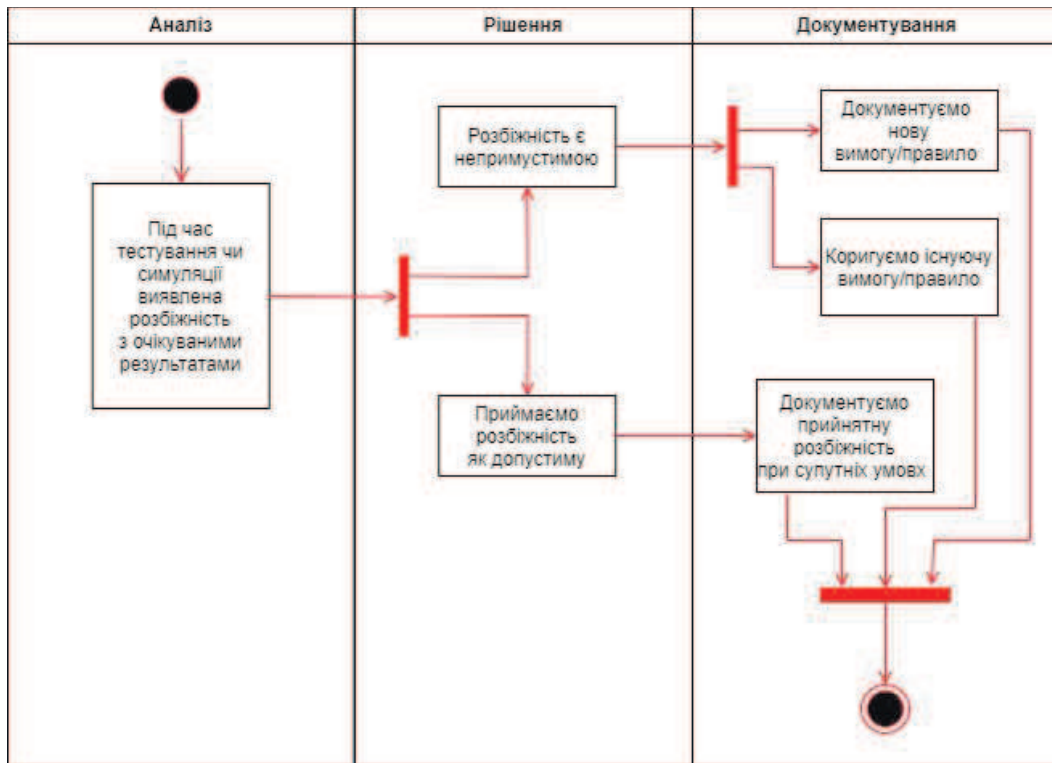 Аналіз
Рішення
Документування
Під час
тестування чи
симуляції
виявлена
розбіжність
з очікуваними
результатами
Розбіжність є
непримустимою
Приймаємо
розбіжність
як допустиму
Документуємо
нову
вимогу/правило
Коригуємо існуючу
вимогу/правило
Документуємо
прийнятну
розбіжність
при супутніх умовх